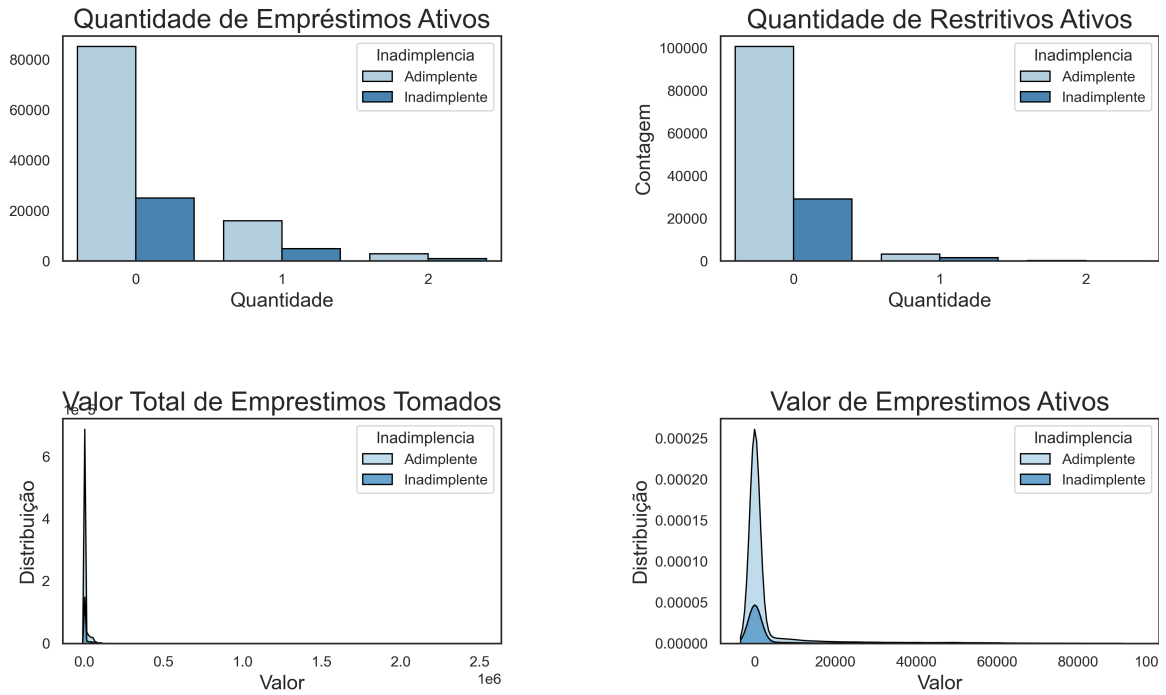 Quantidade de Empréstimos Ativos
80000
60000
40000
20000
0
Inadimplencia
Adimplente
Inadimplente
0 1 2
Quantidade
Quantidade de Restritivos Ativos
Contagem
100000
80000
60000
40000
20000
0
Inadimplencia
Adimplente
Inadimplente
0 1 2
Quantidade
Valor Total de Emprestimos Tomados
1e−5
Distribuição
6
4
2
0
Inadimplencia
Adimplente
Inadimplente
0.0 0.5 1.0 1.5 2.0 2.5
1e6
Valor
Valor de Emprestimos Ativos
Distribuição
0.00025
0.00020
0.00015
0.00010
0.00005
0.00000
Inadimplencia
Adimplente
Inadimplente
0 20000 40000 60000 80000
Valor